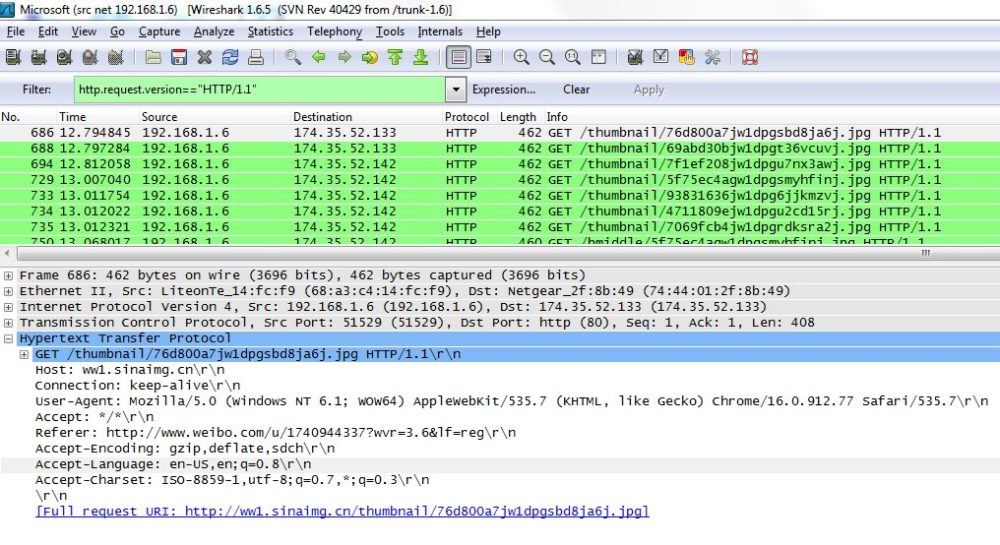 Microsoft (src net 192.168.1.6) [Wireshark 1.6.5 (SVN Rev 40429 from /trunk-1.6)]
File Edit View Go Capture Analyze Statistics Telephony Tools Internals Help
Filter: http.request.version=="HTTP/1.1" Expression... Clear Apply
No. Time Source Destination Protocol Length Info
686 12.794845 192.168.1.6 174.35.52.133 HTTP 462 GET /thumbnail/76d800a7jw1dpgsbd8ja6j.jpg HTTP/1.1
688 12.797284 192.168.1.6 174.35.52.133 HTTP 462 GET /thumbnail/69abd30bjw1dpgt36vcuvj.jpg HTTP/1.1
694 12.812058 192.168.1.6 174.35.52.142 HTTP 462 GET /thumbnail/7f1ef208jw1dpgu7nx3awj.jpg HTTP/1.1
729 13.007040 192.168.1.6 174.35.52.142 HTTP 462 GET /thumbnail/5f75ec4agw1dpgsmyhfinj.jpg HTTP/1.1
733 13.011754 192.168.1.6 174.35.52.142 HTTP 462 GET /thumbnail/93831636jw1dpg6jjkmzvj.jpg HTTP/1.1
734 13.012022 192.168.1.6 174.35.52.142 HTTP 462 GET /thumbnail/4711809ejw1dpgu2cd15rj.jpg HTTP/1.1
735 13.012321 192.168.1.6 174.35.52.142 HTTP 462 GET /thumbnail/7069fcb4jw1dpgrdksra2j.jpg HTTP/1.1
750 13.068017 192.168.1.6 174.35.52.142 HTTP 460 GET /bmiddle/5f75ec4agw1dpgsmyhfinj.jpg HTTP/1.1
Frame 686: 462 bytes on wire (3696 bits), 462 bytes captured (3696 bits)
Ethernet II, Src: LiteonTe_14:fc:f9 (68:a3:c4:14:fc:f9), Dst: Netgear_2f:8b:49 (74:44:01:2f:8b:49)
Internet Protocol Version 4, Src: 192.168.1.6 (192.168.1.6), Dst: 174.35.52.133 (174.35.52.133)
Transmission Control Protocol, Src Port: 51529 (51529), Dst Port: http (80), Seq: 1, Ack: 1, Len: 408
Hypertext Transfer Protocol
GET /thumbnail/76d800a7jw1dpgsbd8ja6j.jpg HTTP/1.1\r\n
Host: ww1.sinaimg.cn\r\n
Connection: keep-alive\r\n
User-Agent: Mozilla/5.0 (Windows NT 6.1; WOW64) AppleWebKit/535.7 (KHTML, like Gecko) Chrome/16.0.912.77 Safari/535.7\r\n
Accept: */*\r\n
Referer: http://www.weibo.com/u/1740944337?wvr=3.6&lf=reg\r\n
Accept-Encoding: gzip,deflate,sdch\r\n
Accept-Language: en-US,en;q=0.8\r\n
Accept-Charset: ISO-8859-1,utf-8;q=0.7,*;q=0.3\r\n
\r\n
[Full request URI: http://ww1.sinaimg.cn/thumbnail/76d800a7jw1dpgsbd8ja6j.jpg]